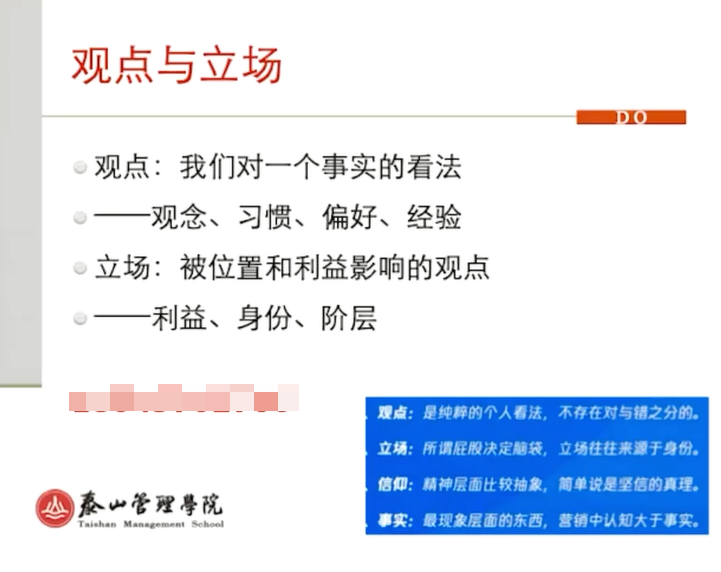 观点与立场
DO
观点：我们对一个事实的看法
——观念、习惯、偏好、经验
立场：被位置和利益影响的观点
——利益、身份、阶层
观点：是纯粹的个人看法，不存在对与错之分的。
立场：所谓屁股决定脑袋，立场往往来源于身份。
信仰：精神层面比较抽象，简单说是坚信的真理。
事实：最现象层面的东西，营销中认知大于事实。
泰山管理學院
Taishan Management School